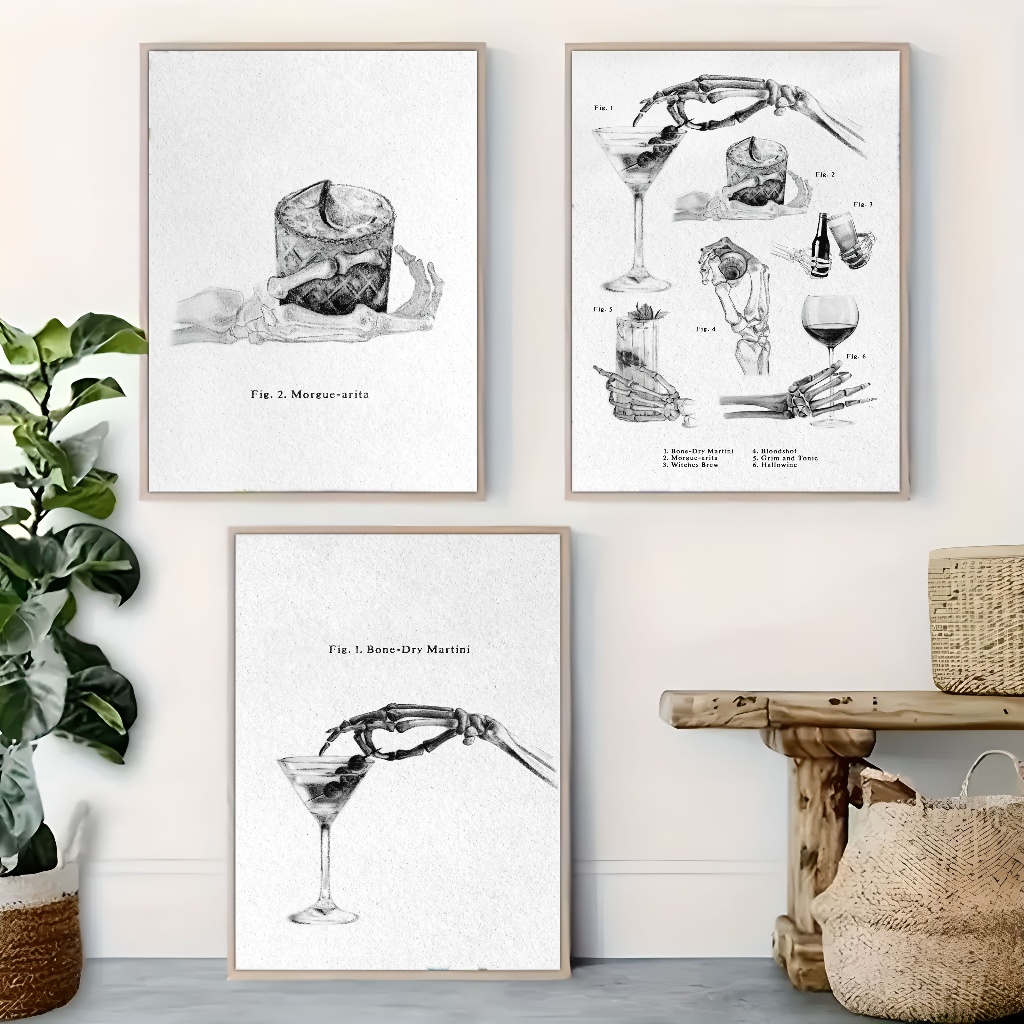 Fig. 2. Morgue-arita
Fig. 1
Fig. 2
Fig. 3
Fig. 5
Fig. 4
Fig. 6
1. Bone-Dry Martini
2. Morgue-arita
3. Witches Brew
4. Bloodshot
5. Grim and Tonic
6. Hallowine
Fig. 1. Bone-Dry Martini